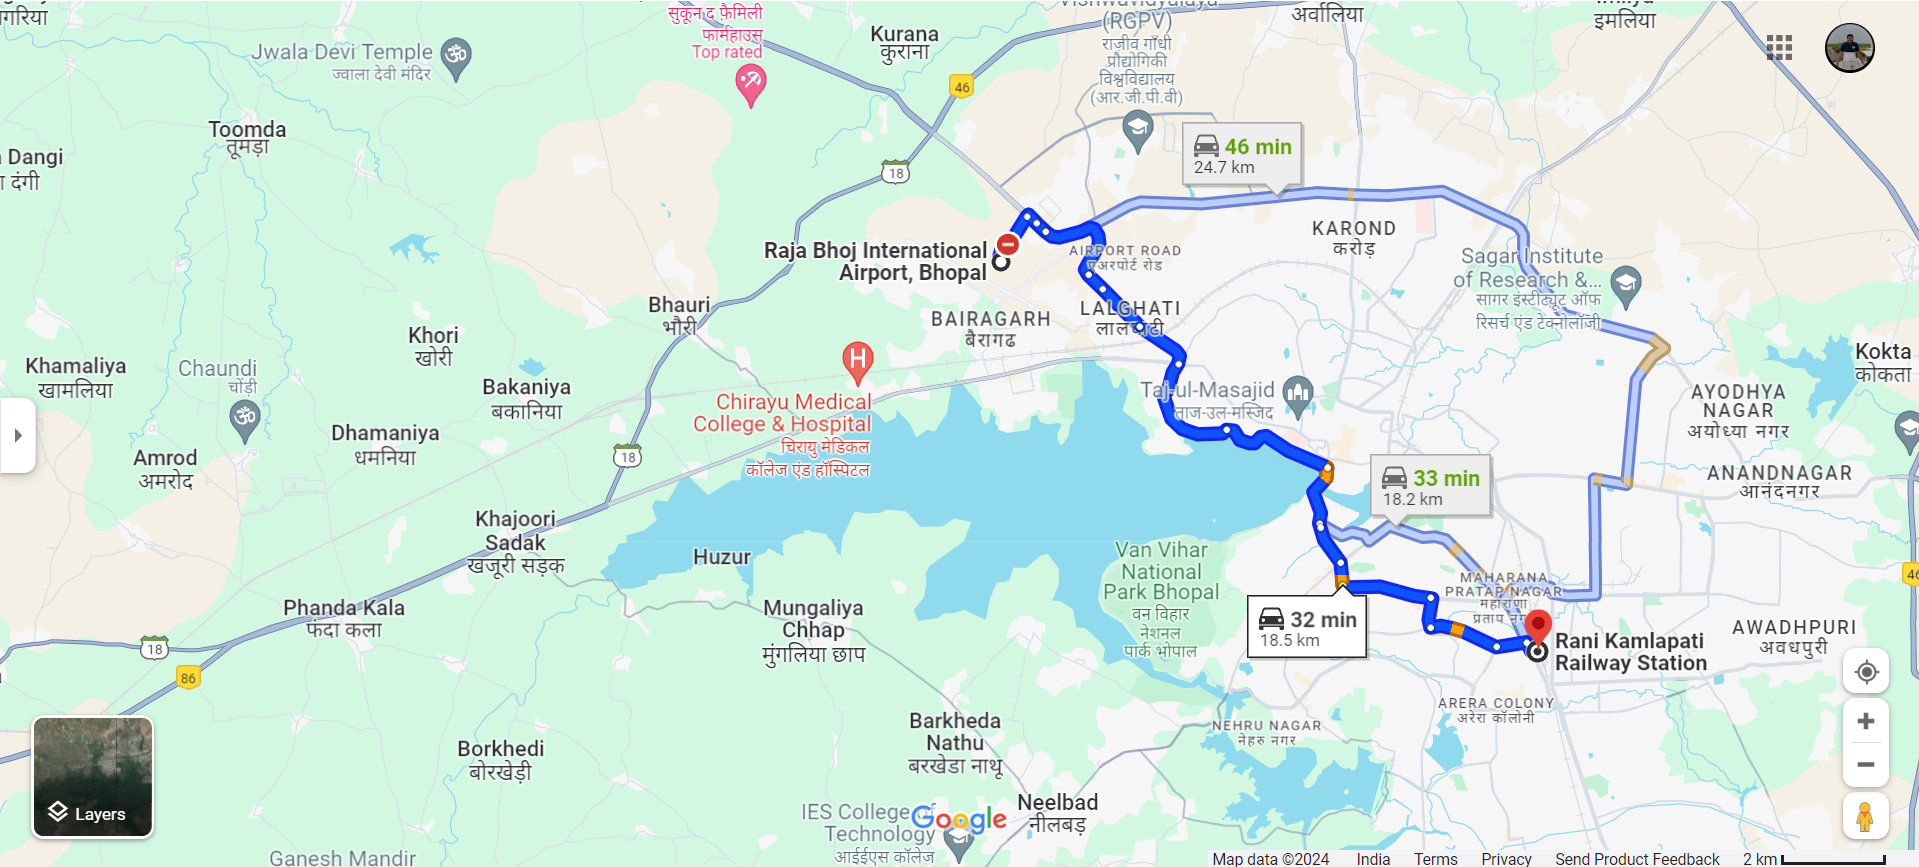 सुकून द फ़ैमिली
फार्महाउस
Top rated
Kurana
कुराना
(RGPV)
राजीव गाँधी
प्रौद्योगिकी
विश्वविद्यालय
(आर.जी.पी.वी)
अर्वालिया
इमलिया
Jwala Devi Temple
ज्वाला देवी मंदिर
46
Toomda
तूमड़ा
Dangi
दंगी
18
46 min
24.7 km
KAROND
करोंड़
Raja Bhoj International
Airport, Bhopal
AIRPORT ROAD
एअरपोर्ट रोड
Sagar Institute
of Research &...
सागर इंस्टीट्यूट ऑफ
रिसर्च एंड टेक्नोलॉजी
Bhauri
भौरी
BAIRAGARH
बैरागढ
LALGHATI
लालघाटी
Khori
खोरी
Khamaliya
खामलिया
Chaundi
चोंड़ी
Bakaniya
बकानिया
Kokta
कोकता
Taj-ul-Masajid
ताज-उल-मस्जिद
AYODHYA
NAGAR
अयोध्या नगर
Chirayu Medical
College & Hospital
चिरायु मेडिकल
कॉलेज एंड हॉस्पिटल
Dhamaniya
धमनिया
Amrod
अमरोद
18
33 min
18.2 km
ANANDNAGAR
आनंदनगर
Khajoori
Sadak
खजूरी सड़क
Huzur
Van Vihar
National
Park Bhopal
वन विहार
नेशनल
पार्क भोपाल
MAHARANA
PRATAP NAGAR
महाराणा
प्रताप नगर
46
Phanda Kala
फंदा कला
Mungaliya
Chhap
मुंगलिया छाप
32 min
18.5 km
Rani Kamlapati
Railway Station
AWADHPURI
अवधपुरी
18
86
ARERA COLONY
अरेरा कॉलोनी
NEHRU NAGAR
नेहरु नगर
Barkheda
Nathu
बरखेडा नाथू
Borkhedi
बोरखेड़ी
Layers
IES College of
Technology
आईईएस कॉलेज
Google
Neelbad
नीलबड़
Ganesh Mandir
Map data ©2024 India Terms Privacy Send Product Feedback 2 km